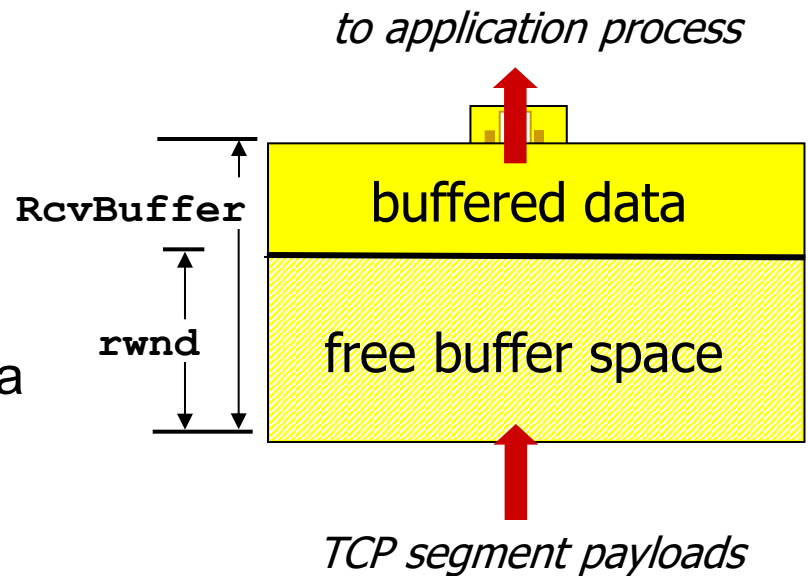 to application process
RcvBuffer
buffered data
rwnd
free buffer space
a
TCP segment payloads